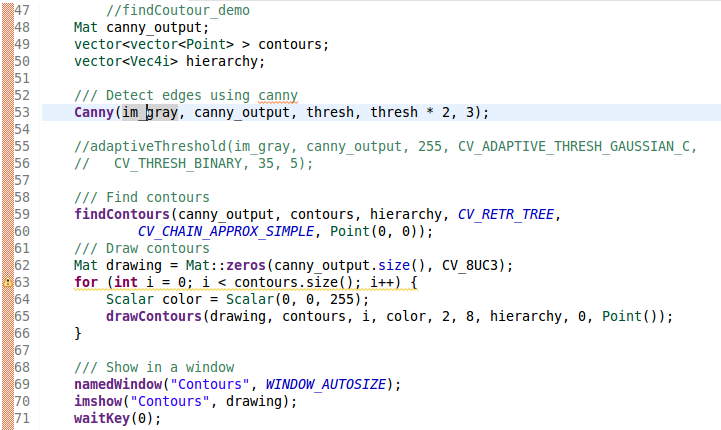 47 //findCoutour_demo
48 Mat canny_output;
49 vector<vector<Point> > contours;
50 vector<Vec4i> hierarchy;
51
52 /// Detect edges using canny
53 Canny(im_gray, canny_output, thresh, thresh * 2, 3);
54
55 //adaptiveThreshold(im_gray, canny_output, 255, CV_ADAPTIVE_THRESH_GAUSSIAN_C,
56 // CV_THRESH_BINARY, 35, 5);
57
58 /// Find contours
59 findContours(canny_output, contours, hierarchy, CV_RETR_TREE,
60 CV_CHAIN_APPROX_SIMPLE, Point(0, 0));
61 /// Draw contours
62 Mat drawing = Mat::zeros(canny_output.size(), CV_8UC3);
63 for (int i = 0; i < contours.size(); i++) {
64 Scalar color = Scalar(0, 0, 255);
65 drawContours(drawing, contours, i, color, 2, 8, hierarchy, 0, Point());
66 }
67
68 /// Show in a window
69 namedWindow("Contours", WINDOW_AUTOSIZE);
70 imshow("Contours", drawing);
71 waitKey(0);